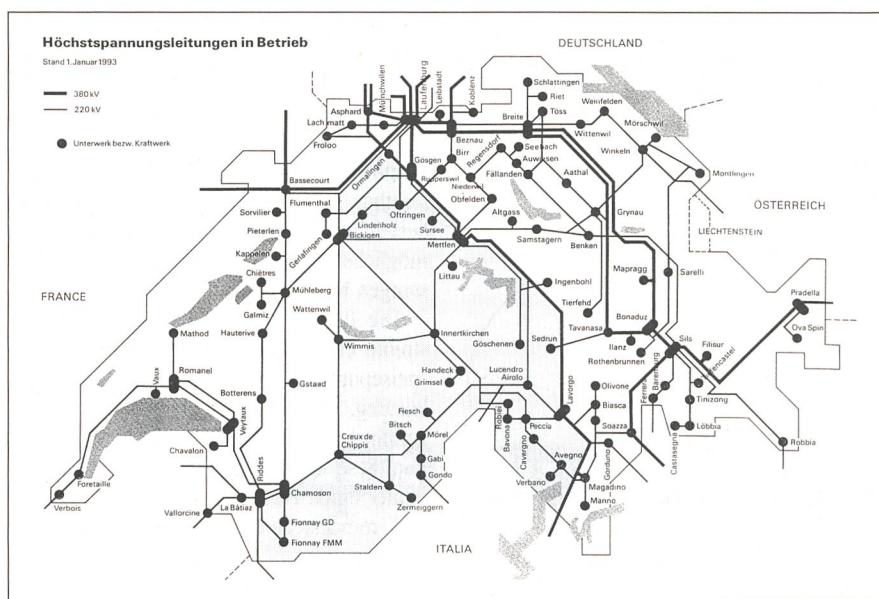 Höchstspannungsleitungen in Betrieb
Stand 1. Januar 1993
380 kV
220 kV
Unterwerk bezw. Kraftwerk
DEUTSCHLAND
ÖSTERREICH
LIECHTENSTEIN
FRANCE
ITALIA
Asphard
Münchwilen
Laufenburg
Leibstadt
Koblenz
Lachmatt
Froloo
Ormalingen
Bassecourt
Beznau
Birr
Gösgen
Rupperswil
Niederwil
Obfelden
Regensdorf
Schlattingen
Riet
Töss
Breite
Weinfelden
Wittenwil
Mörschwil
Winkeln
Montlingen
Seebach
Auwiesen
Fällanden
Aathal
Grynau
Benken
Samstagern
Altgass
Sorvilier
Pieterlen
Kappelen
Flumenthal
Gerlafingen
Lindenholz
Bickigen
Oftringen
Sursee
Mettlen
Littau
Chiètres
Galmiz
Mühleberg
Hauterive
Wattenwil
Wimmis
Innertkirchen
Göschenen
Ingenbohl
Tierfehd
Mapragg
Sarelli
Bonaduz
Tavanasa
Sedrun
Ilanz
Rothenbrunnen
Sils
Filisur
Pradella
Ova Spin
Tinizong
Löbbia
Castasegna
Ferrera
Bärenburg
Robbia
Mathod
Romanel
Vaux
Botterens
Gstaad
Veytaux
Chavalon
Foretaille
Verbois
Vallorcine
La Bâtiaz
Riddes
Chamoson
Fionnay GD
Fionnay FMM
Creux de
Chippis
Handeck
Grimsel
Fiesch
Bitsch
Mörel
Gabi
Gondo
Stalden
Zermeiggern
Lucendro
Airolo
Lavorgo
Robiei
Bavona
Peccia
Cavergno
Olivone
Biasca
Soazza
Gorduno
Avegno
Verbano
Magadino
Manno